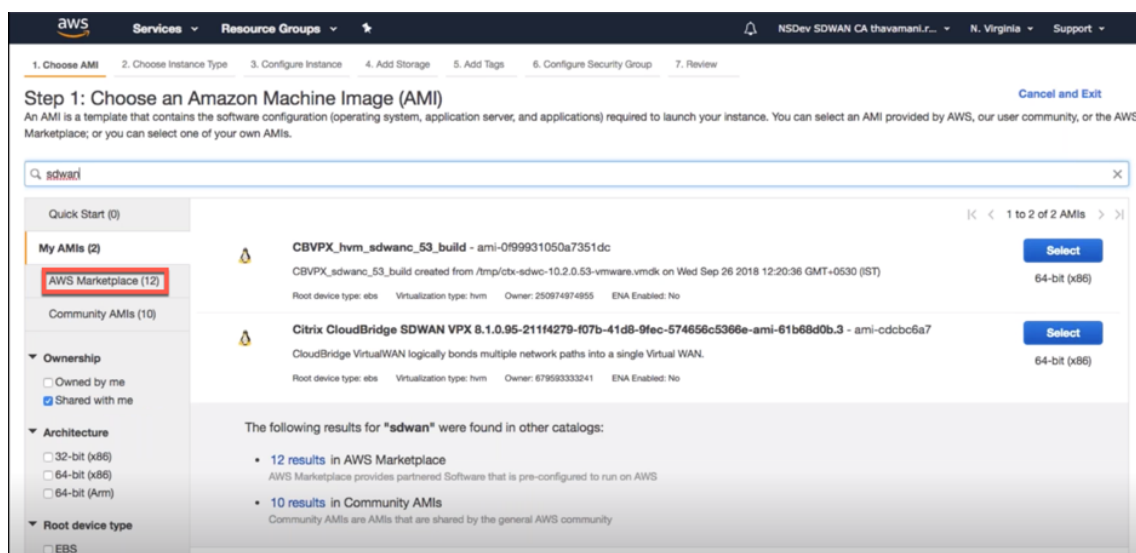 aws Services Resource Groups NSDev SDWAN CA thavamani.r... N. Virginia Support
1. Choose AMI 2. Choose Instance Type 3. Configure Instance 4. Add Storage 5. Add Tags 6. Configure Security Group 7. Review
Step 1: Choose an Amazon Machine Image (AMI)
Cancel and Exit
An AMI is a template that contains the software configuration (operating system, application server, and applications) required to launch your instance. You can select an AMI provided by AWS, our user community, or the AWS
Marketplace; or you can select one of your own AMIs.
sdwan
Quick Start (0)
My AMIs (2)
AWS Marketplace (12)
Community AMIs (10)
Ownership
Owned by me
Shared with me
Architecture
32-bit (x86)
64-bit (x86)
64-bit (Arm)
Root device type
EBS
1 to 2 of 2 AMIs
CBVPX_hvm_sdwanc_53_build - ami-0f99931050a7351dc
Select
CBVPX_sdwanc_53_build created from /tmp/ctx-sdwc-10.2.0.53-vmware.vmdk on Wed Sep 26 2018 12:20:36 GMT+0530 (IST)
64-bit (x86)
Root device type: ebs Virtualization type: hvm Owner: 250974974955 ENA Enabled: No
Citrix CloudBridge SDWAN VPX 8.1.0.95-211f4279-f07b-41d8-9fec-574656c5366e-ami-61b68d0b.3 - ami-cdcbc6a7
Select
CloudBridge VirtualWAN logically bonds multiple network paths into a single Virtual WAN.
64-bit (x86)
Root device type: ebs Virtualization type: hvm Owner: 679593333241 ENA Enabled: No
The following results for "sdwan" were found in other catalogs:
• 12 results in AWS Marketplace
AWS Marketplace provides partnered Software that is pre-configured to run on AWS
• 10 results in Community AMIs
Community AMIs are AMIs that are shared by the general AWS community